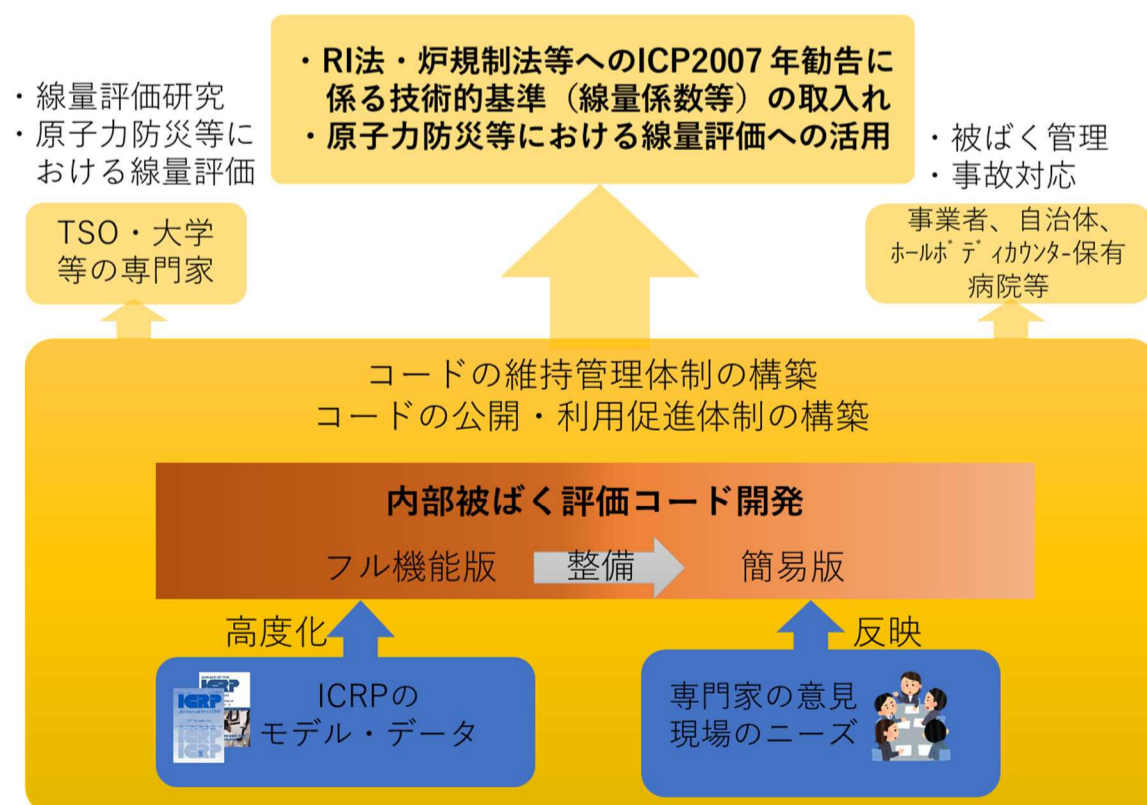 ・RI法・炉規制法等へのICP2007 年勧告に
係る技術的基準（線量係数等）の取入れ
・原子力防災等における線量評価への活用
・線量評価研究
・原子力防災等に
おける線量評価
TSO・大学
等の専門家
・被ばく管理
・事故対応
事業者、自治体、
ﾎｰﾙﾎﾞﾃﾞｨｶｳﾝﾀｰ保有
病院等
コードの維持管理体制の構築
コードの公開・利用促進体制の構築
内部被ばく評価コード開発
フル機能版
整備
簡易版
高度化
反映
ICRP
ICRP
ICRPの
モデル・データ
専門家の意見
現場のニーズ